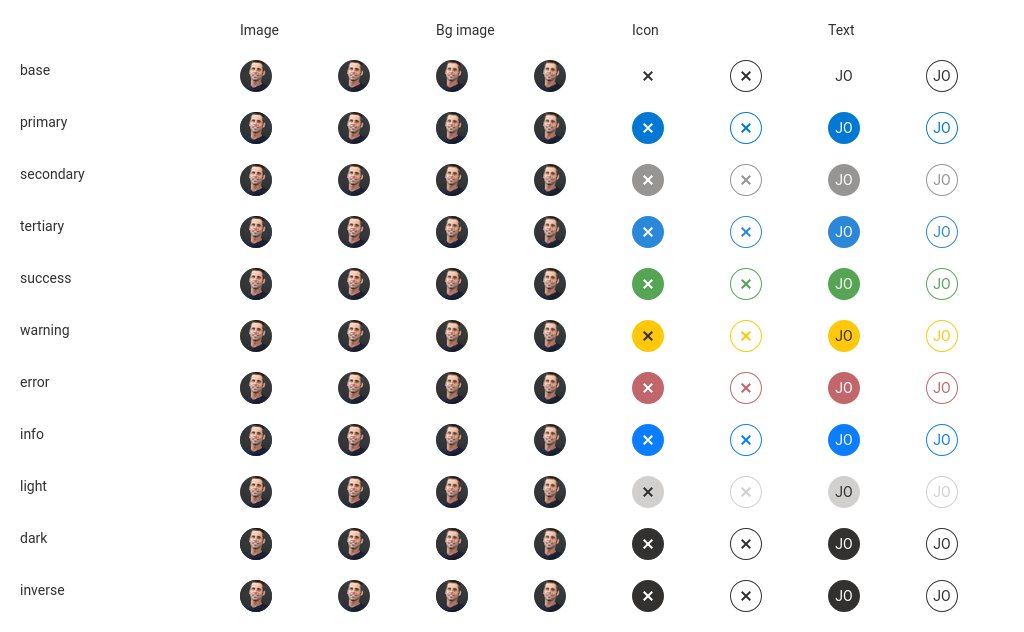 Image Bg image Icon Text
base JO JO
primary JO JO
secondary JO JO
tertiary JO JO
success JO JO
warning JO JO
error JO JO
info JO JO
light JO JO
dark JO JO
inverse JO JO